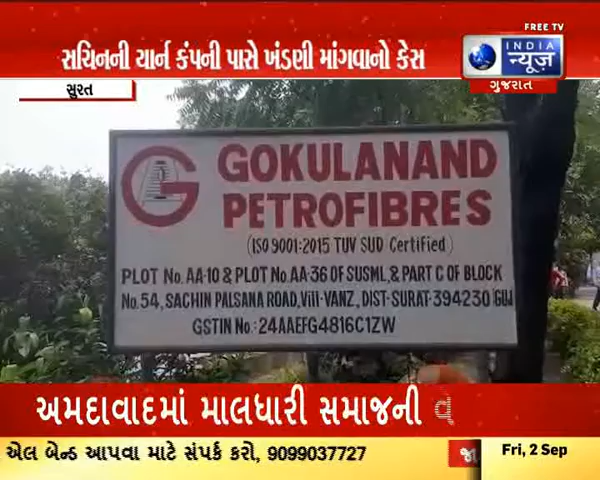 FREE TV
સચિનની યાર્ન કંપની પાસે ખંડણી માંગવાનો કેસ
INDIA
ન્યૂઝ
ગુજરાત
સુરત
G
GOKULANAND
PETROFIBRES
(ISO 9001:2015 TUV SUD Certified)
PLOT No. AA-10 & PLOT No. AA-36 OF SUSML, & PART C OF BLOCK
No. 54, SACHIN PALSANA ROAD, Vill-VANZ, DIST-SURAT-394230 GUJ
GSTIN No.: 24AAEFG4816C1ZW
અમદાવાદમાં માલધારી સમાજની
એલ બેન્ડ આપવા માટે સંપર્ક કરો, 9099037727
Fri, 2 Sep